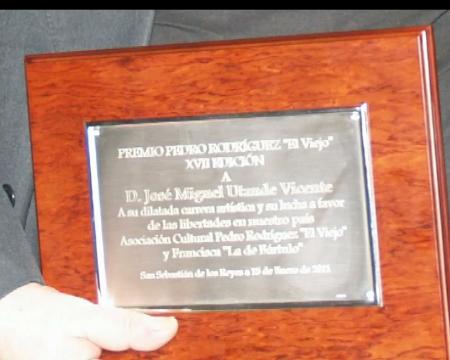 PREMIO PEDRO RODRÍGUEZ "El Viejo"
XVII EDICIÓN
A
D. José Miguel Utande Vicente
A su dilatada carrera artística y su lucha a favor
de las libertades en nuestro país
Asociación Cultural Pedro Rodríguez "El Viejo"
y Francisca "La de Bártulo"
San Sebastián de los Reyes a 15 de Enero de 2011